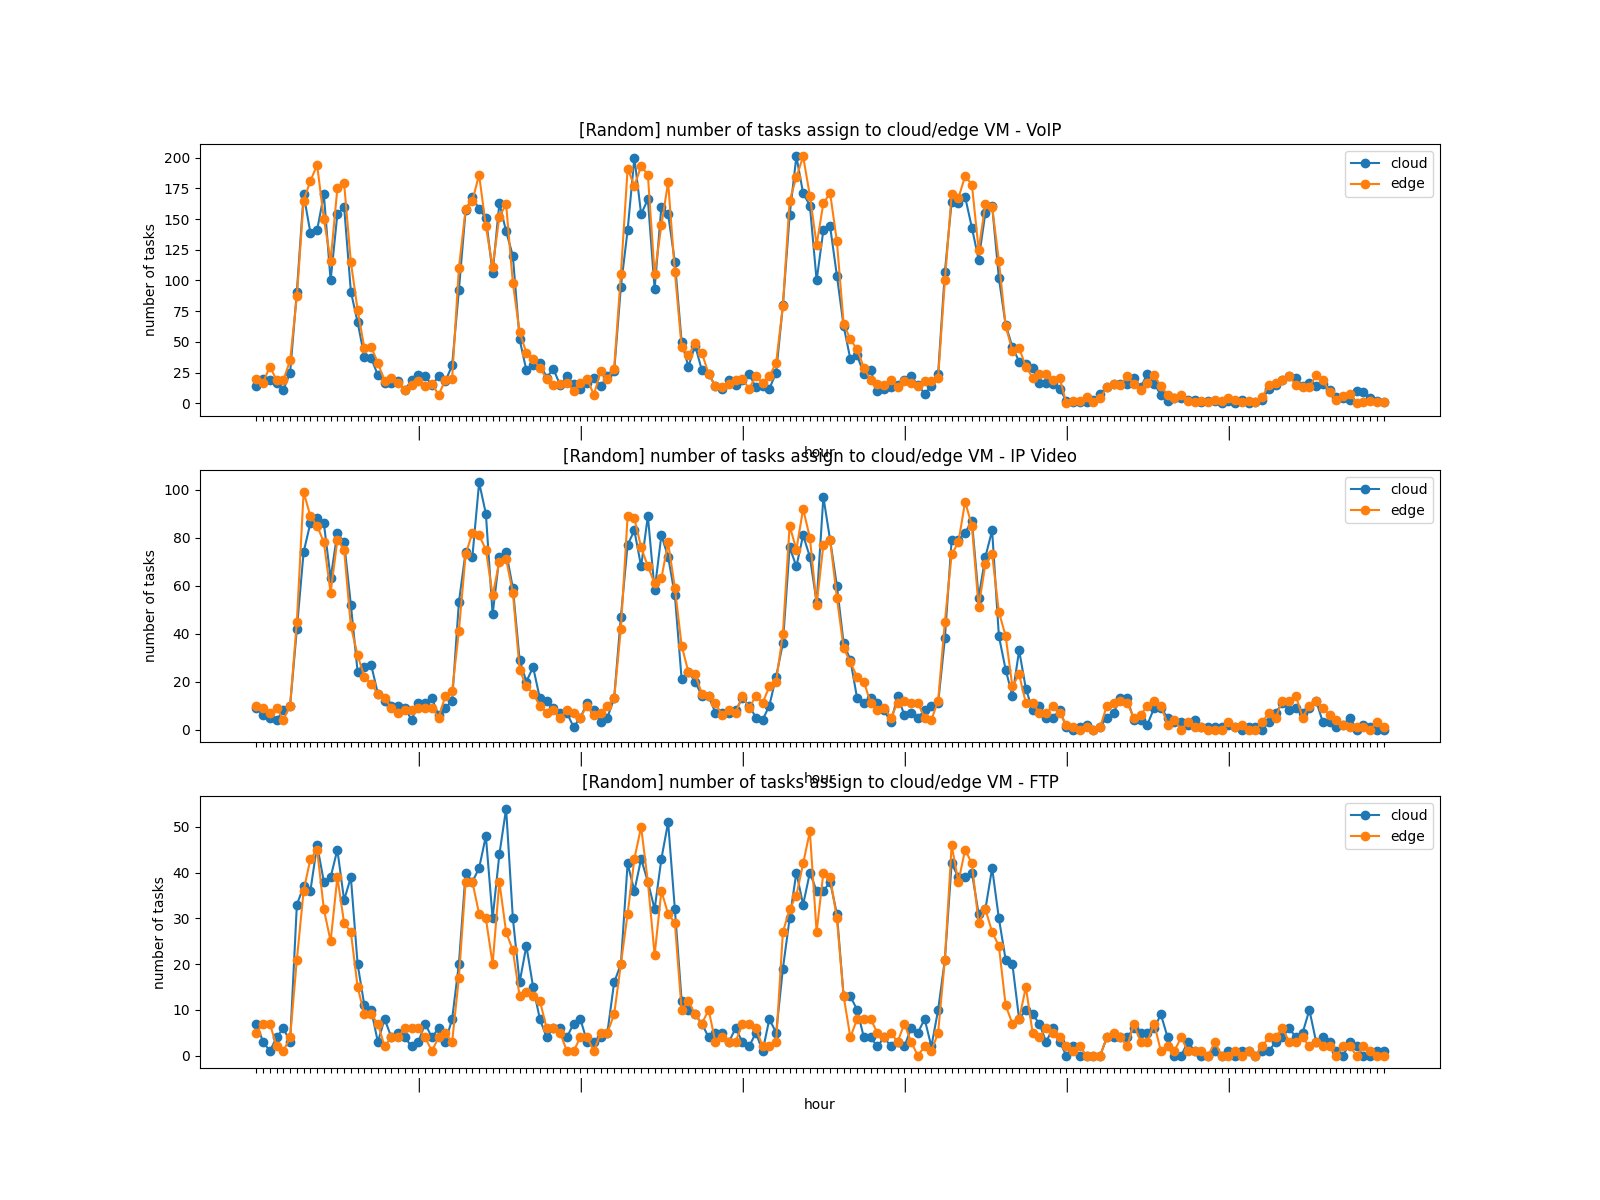 [Random] number of tasks assign to cloud/edge VM - VoIP
cloud
edge
number of tasks
200
175
150
125
100
75
50
25
0
hour
[Random] number of tasks assign to cloud/edge VM - IP Video
cloud
edge
number of tasks
100
80
60
40
20
0
hour
[Random] number of tasks assign to cloud/edge VM - FTP
cloud
edge
number of tasks
50
40
30
20
10
0
hour